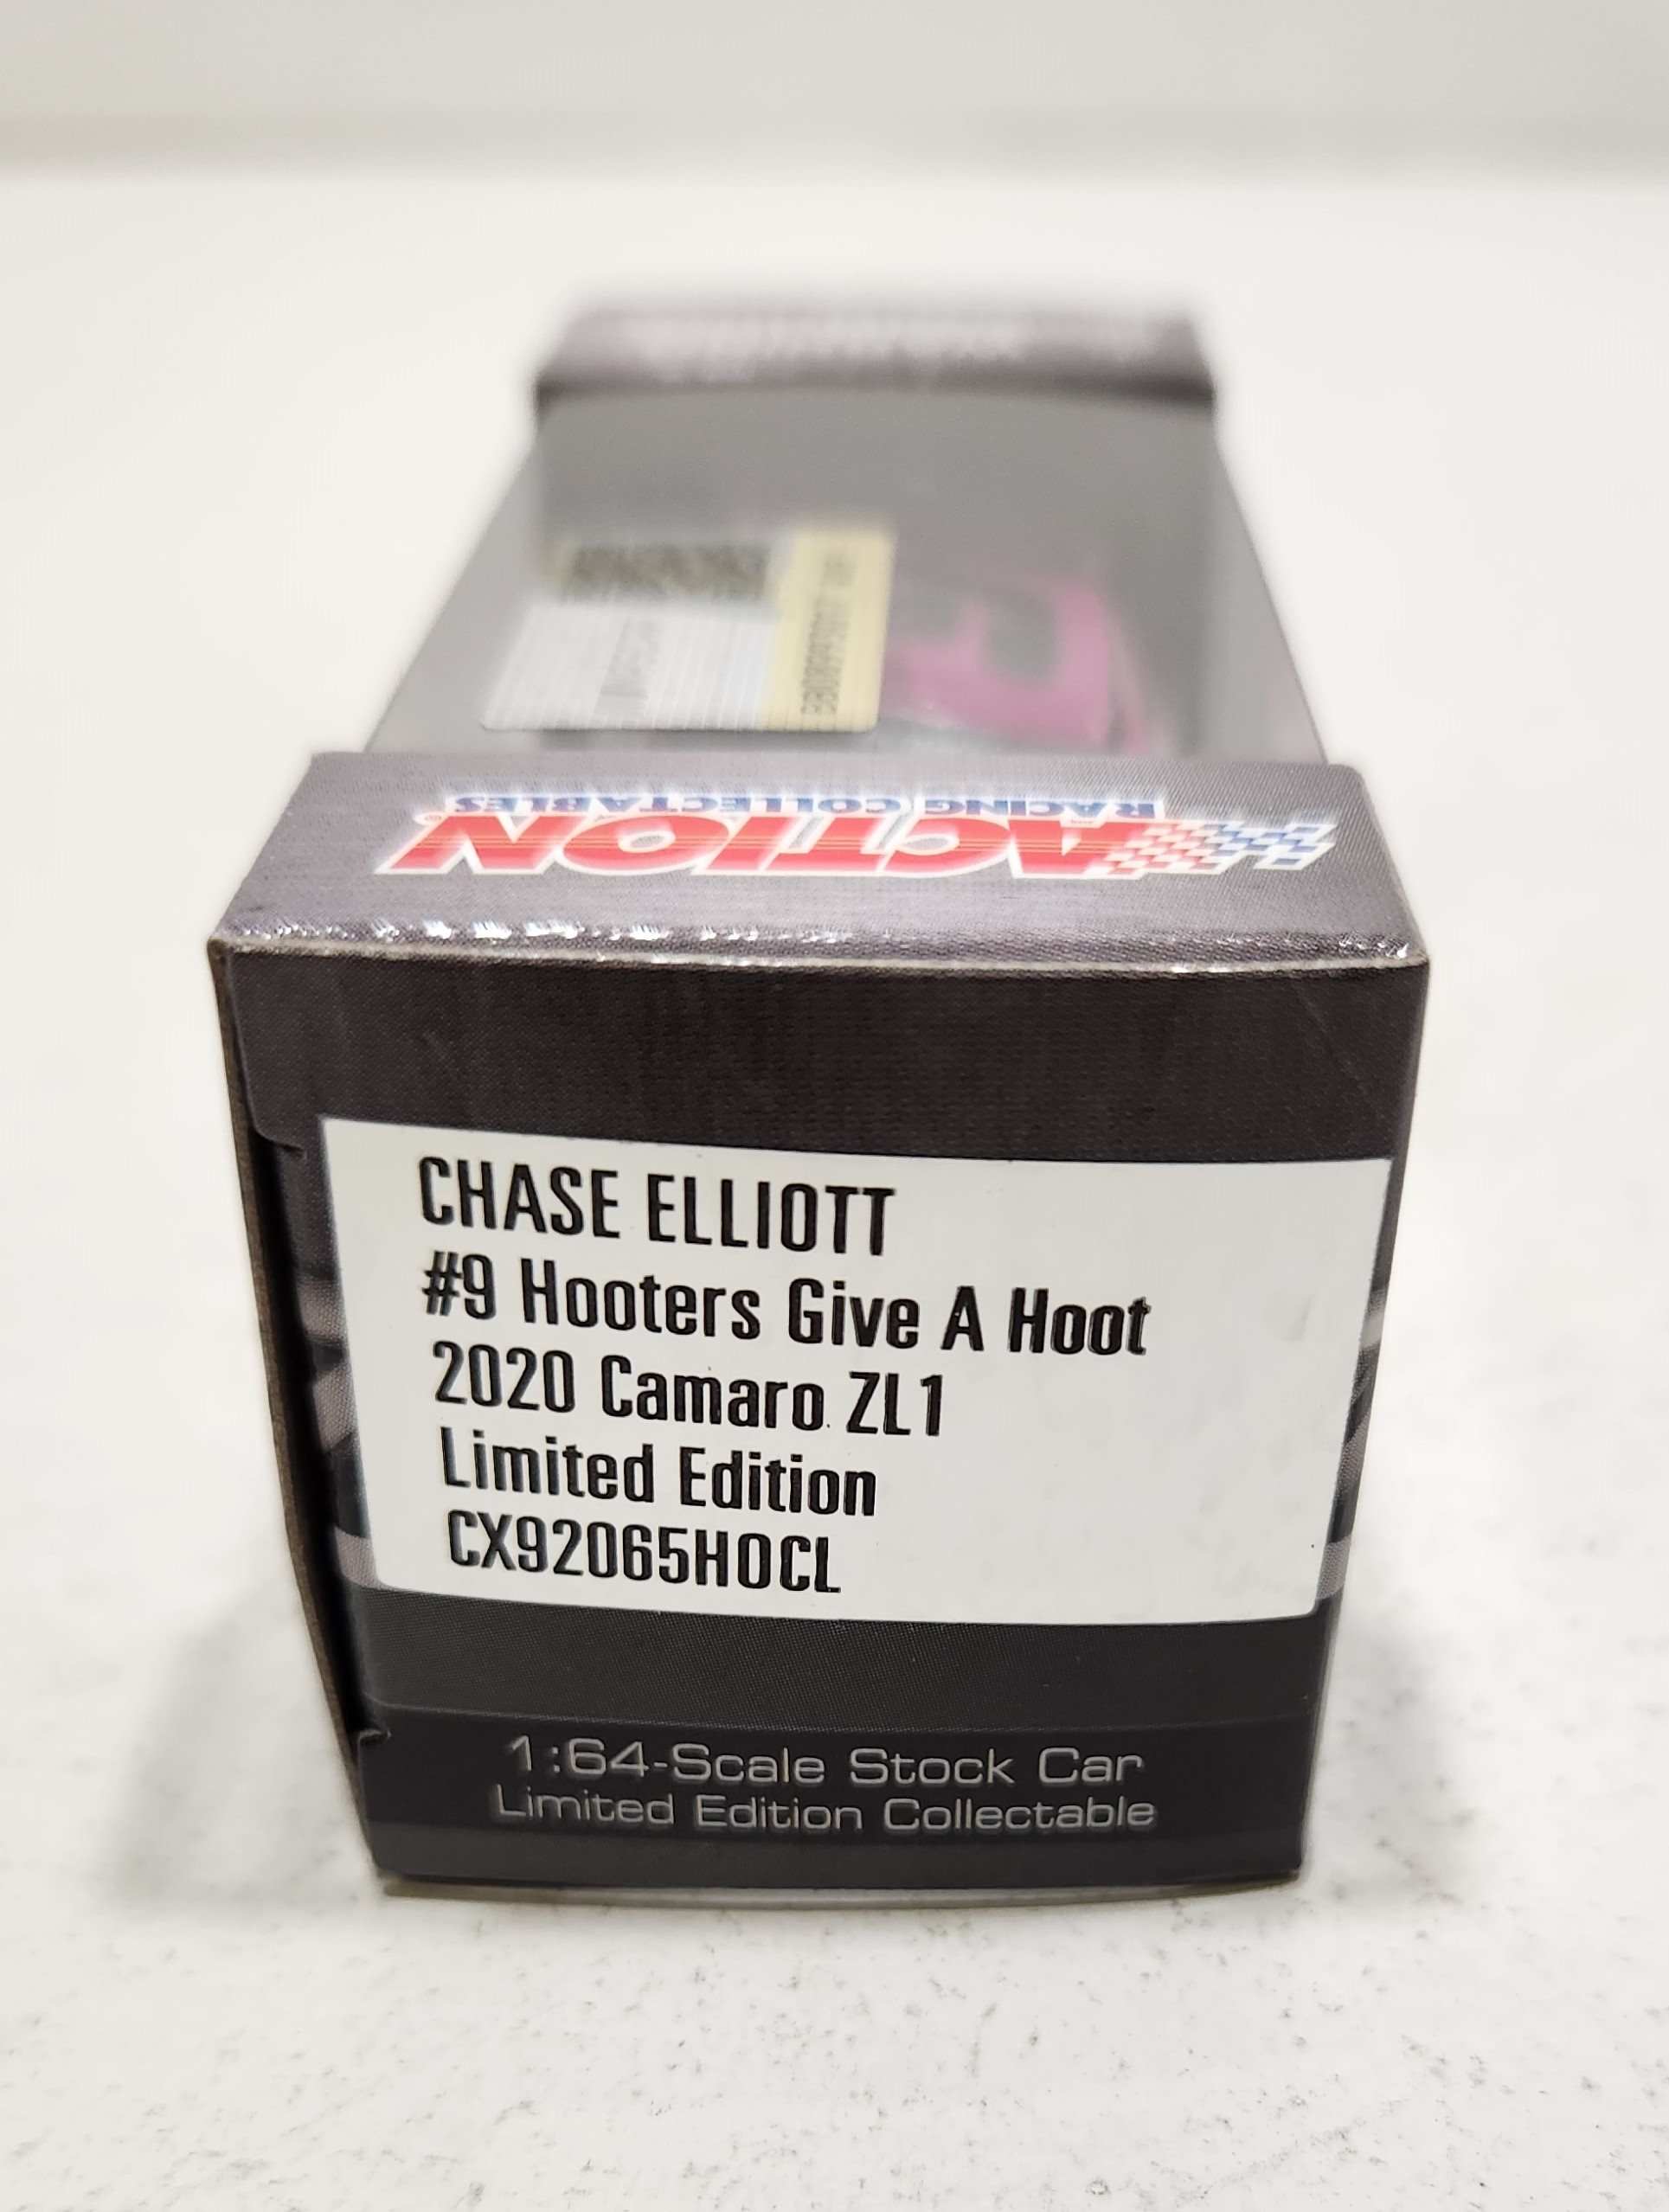 ACTION
RACING COLLECTABLES
CHASE ELLIOTT
#9 Hooters Give A Hoot
2020 Camaro ZL1
Limited Edition
CX92065HOCL
1:64-Scale Stock Car
Limited Edition Collectable